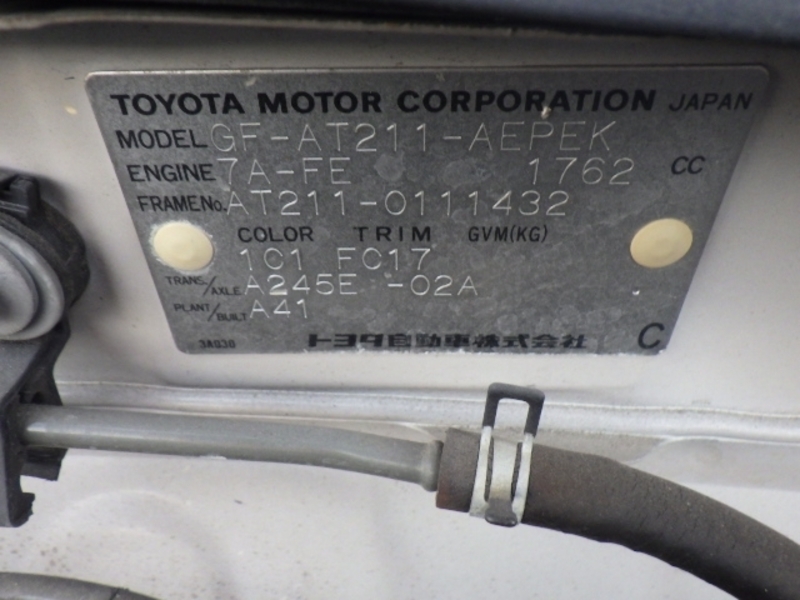 TOYOTA MOTOR CORPORATION JAPAN
MODEL GF-AT211-AEPEK
ENGINE 7A-FE 1762 CC
FRAME No. AT211-0111432
COLOR TRIM GVM(KG)
1C1 FC17
TRANS./AXLE A245E -02A
PLANT/BUILT A41
3A030 トヨタ自動車株式会社 C